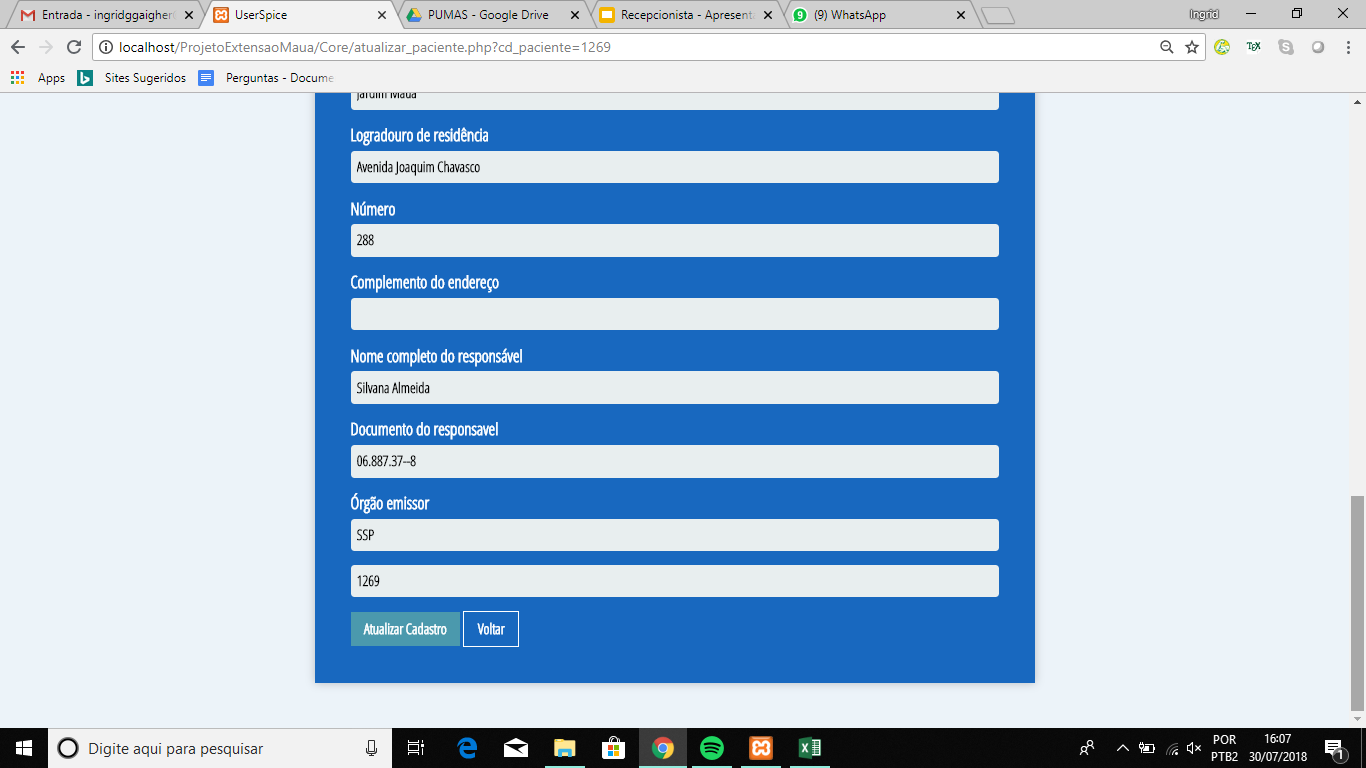 Entrada - ingridggaigher
UserSpice
PUMAS - Google Drive
Recepcionista - Apresent
(9) WhatsApp
Ingrid
localhost/ProjetoExtensaoMaua/Core/atualizar_paciente.php?cd_paciente=1269
Apps
Sites Sugeridos
Perguntas - Docume
Jardim Mauá
Logradouro de residência
Avenida Joaquim Chavasco
Número
288
Complemento do endereço
Nome completo do responsável
Silvana Almeida
Documento do responsavel
06.887.37--8
Órgão emissor
SSP
1269
Atualizar Cadastro
Voltar
Digite aqui para pesquisar
POR
PTB2
16:07
30/07/2018
1